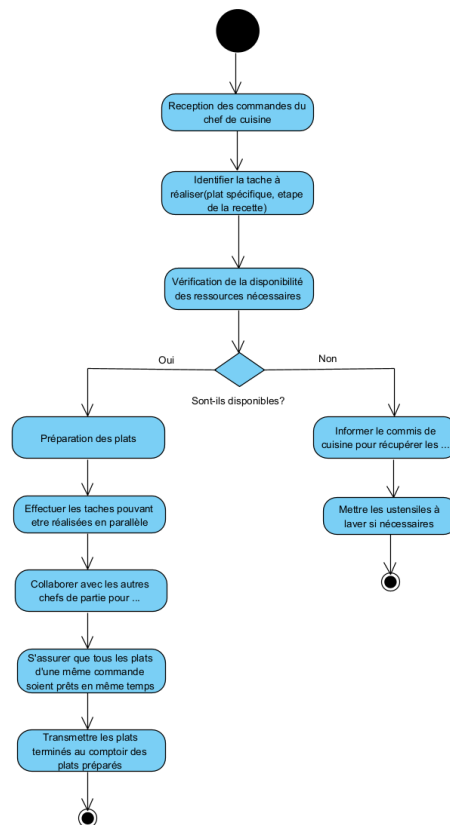 Reception des commandes du
chef de cuisine
Identifier la tache à
réaliser(plat spécifique, etape
de la recette)
Vérification de la disponibilité
des ressources nécessaires
Oui
Non
Sont-ils disponibles?
Préparation des plats
Informer le commis de
cuisine pour récupérer les ...
Effectuer les taches pouvant
etre réalisées en parallèle
Mettre les ustensiles à
laver si nécessaires
Collaborer avec les autres
chefs de partie pour ...
S'assurer que tous les plats
d'une même commande
soient prêts en même temps
Transmettre les plats
terminés au comptoir des
plats préparés